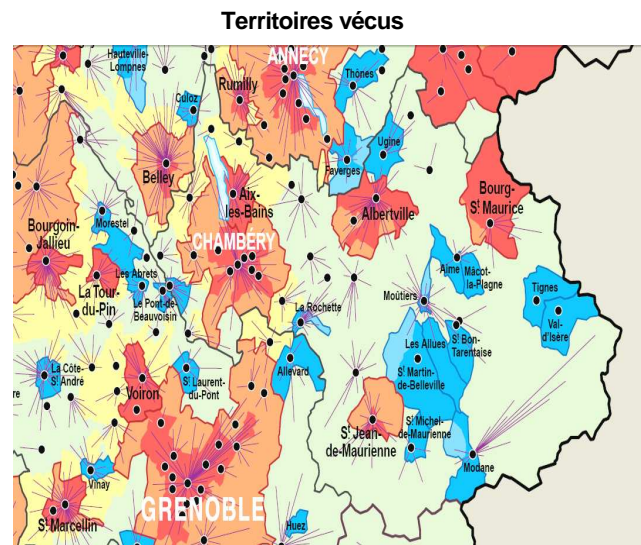 Territoires vécus
ANNECY
Hauteville-
Lompnes
Rumilly
Thônes
Culoz
Ugine
Faverges
Belley
Aix-
les-Bains
Albertville
Bourg-
St Maurice
Morestel
Bourgoin-
Jallieu
CHAMBÉRY
Les Abrets
La Tour-
du-Pin
Le Pont-de-
Beauvoisin
Aime
Mâcot-
la-Plagne
Tignes
Val-
d'Isère
Moûtiers
La Rochette
St Bon-
Tarentaise
Les Allues
St Martin-
de-Belleville
Allevard
La Côte-
St André
re
St Laurent-
du-Pont
Voiron
St Jean-
de-Maurienne
St Michel-
de-Maurienne
Modane
Vinay
St Marcellin
GRENOBLE
Huez